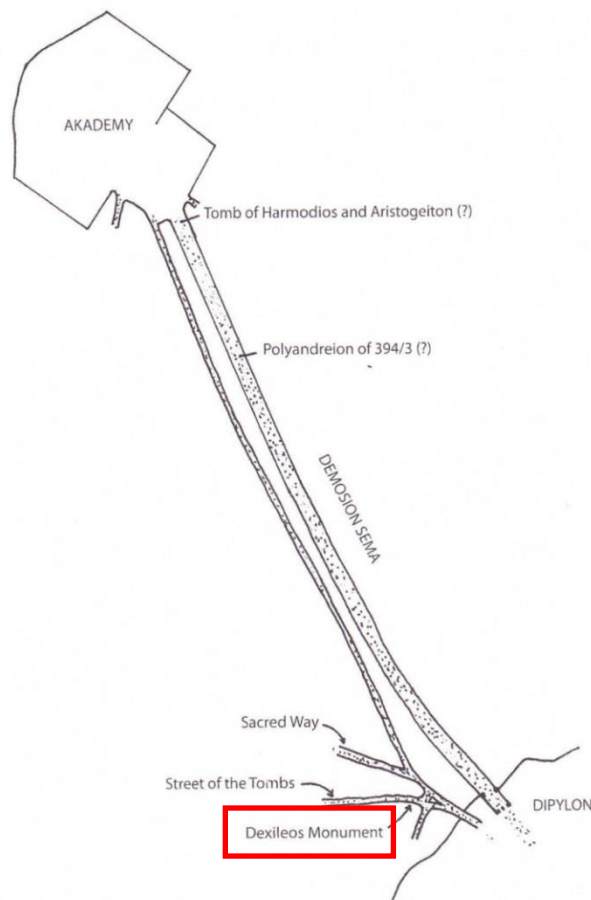 AKADEMY
Tomb of Harmodios and Aristogeiton (?)
Polyandreion of 394/3 (?)
DEMOSION SEMA
Sacred Way
Street of the Tombs
DIPYLON
Dexileos Monument